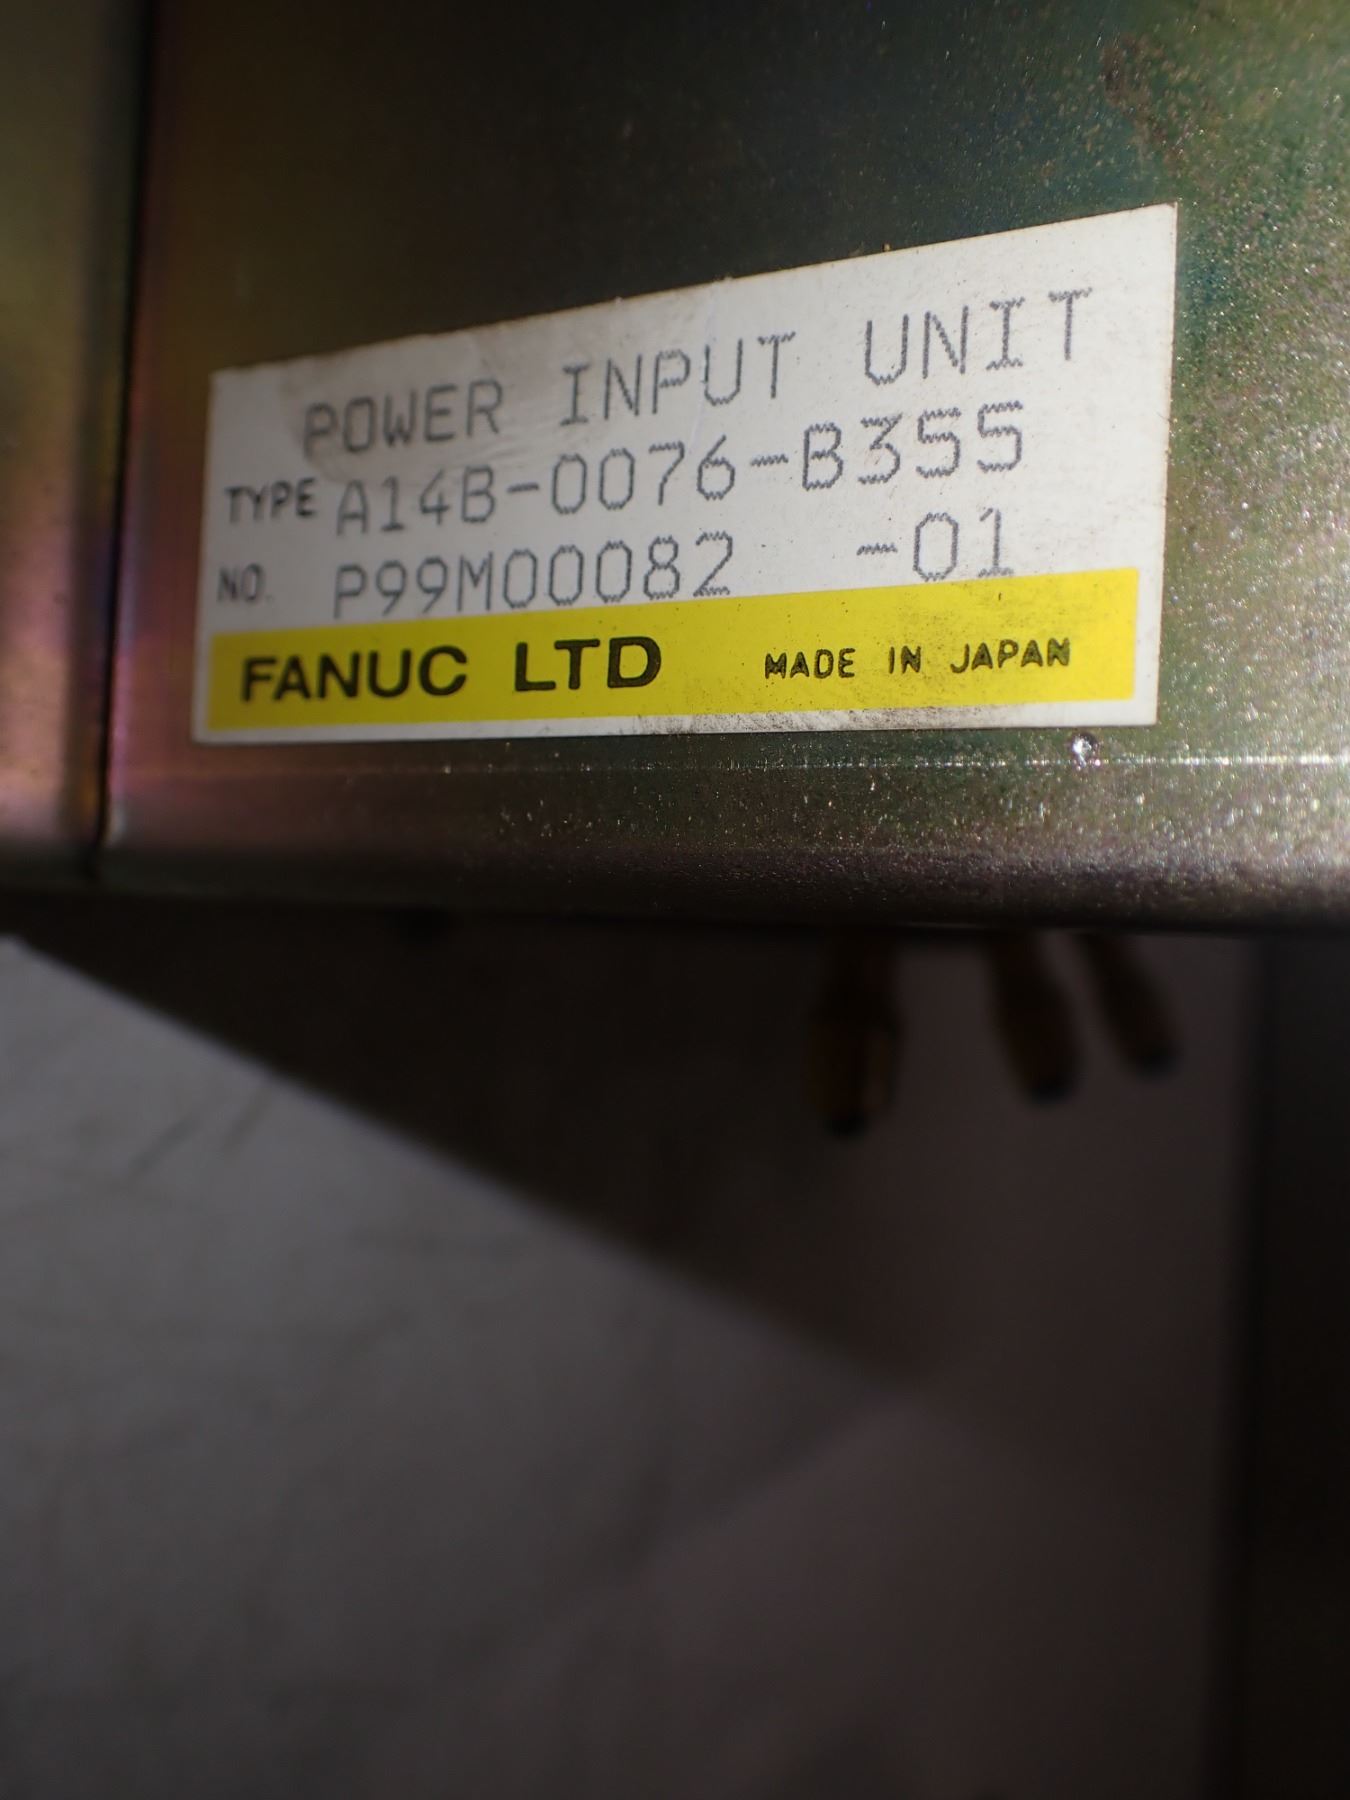 POWER INPUT UNIT
TYPE A14B-0076-B355
NO. P99M00082 -01
FANUC LTD MADE IN JAPAN